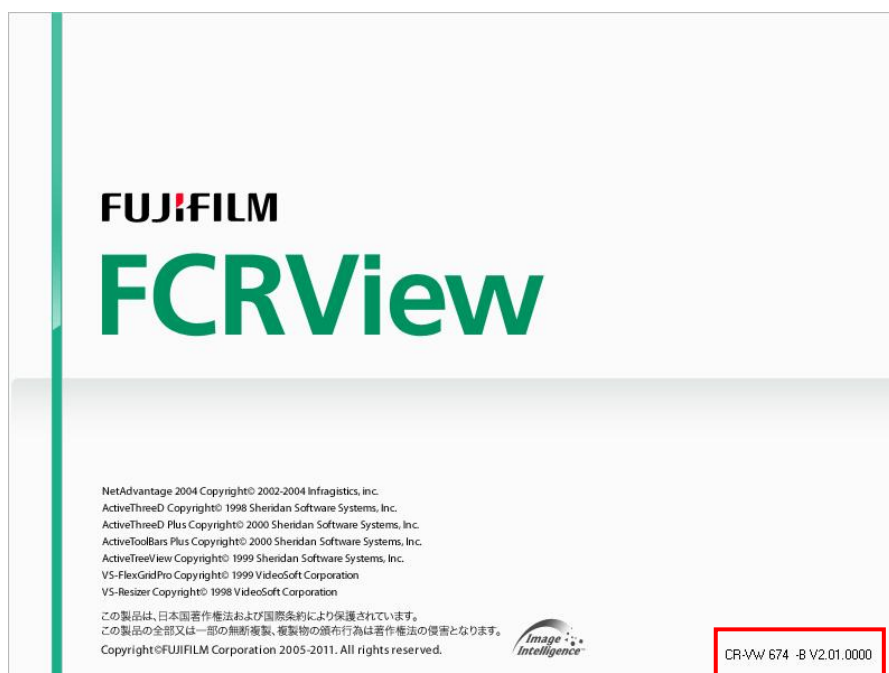 FUJIFILM
FCRView
NetAdvantage 2004 Copyright© 2002-2004 Infragistics, inc.
ActiveThreeD Copyright© 1998 Sheridan Software Systems, Inc.
ActiveThreeD Plus Copyright© 2000 Sheridan Software Systems, Inc.
ActiveToolBars Plus Copyright© 2000 Sheridan Software Systems, Inc.
ActiveTreeView Copyright© 1999 Sheridan Software Systems, Inc.
VS-FlexGridPro Copyright© 1999 VideoSoft Corporation
VS-Resizer Copyright© 1998 VideoSoft Corporation
この製品は、日本国著作権法および国際条約により保護されています。
この製品の全部又は一部の無断複製、複製物の頒布行為は著作権法の侵害となります。
Copyright©FUJIFILM Corporation 2005-2011. All rights reserved.
Image
Intelligence
CR-VW 674 -B V2.01.0000